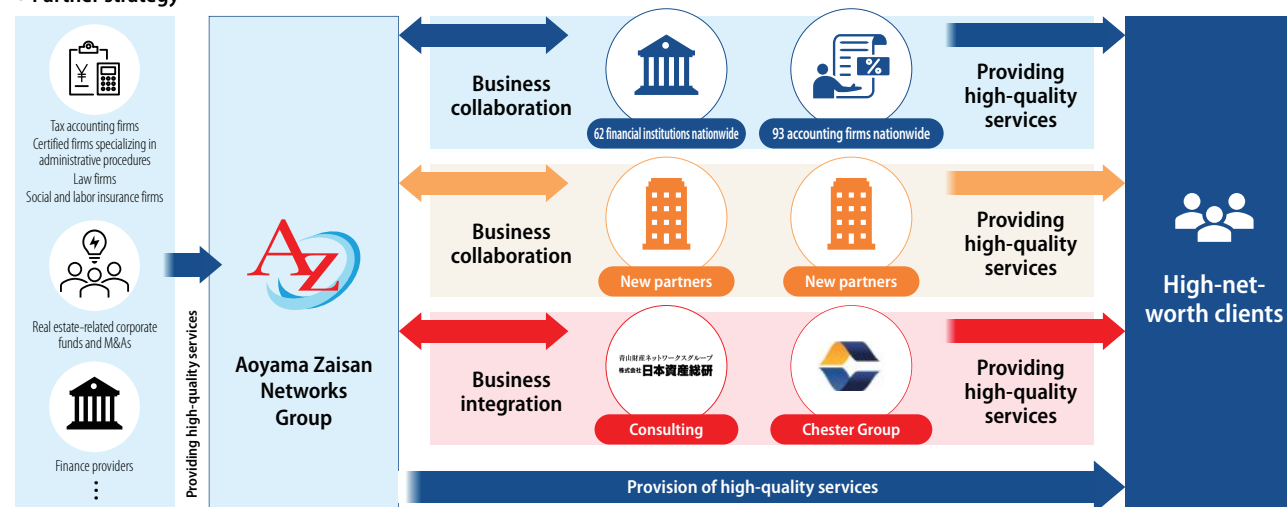 Partner strategy
¥
Tax accounting firms
Certified firms specializing in
administrative procedures
Law firms
Social and labor insurance firms
Real estate-related corporate
funds and M&As
Finance providers
Providing high-quality services
AZ
Aoyama Zaisan
Networks
Group
Business
collaboration
62 financial institutions nationwide
%
93 accounting firms nationwide
Providing
high-quality
services
Business
collaboration
New partners
New partners
Providing
high-quality
services
Business
integration
青山財産ネットワークスグループ
株式会社 日本資産総研
Consulting
Chester Group
Providing
high-quality
services
Provision of high-quality services
High-net-
worth clients